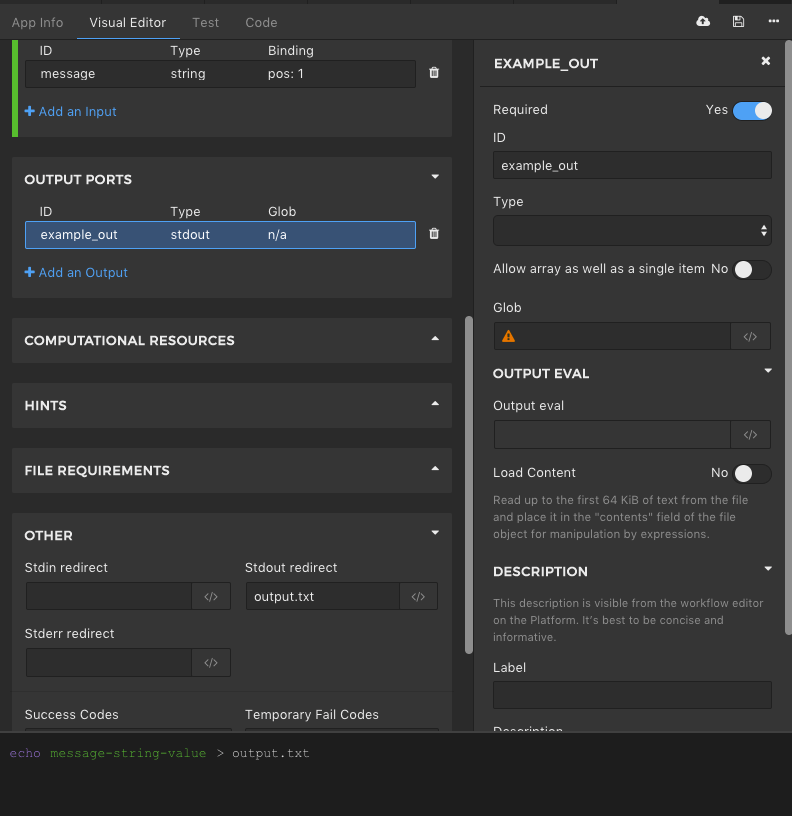 App Info Visual Editor Test Code
ID Type Binding
message string pos: 1
+ Add an Input
OUTPUT PORTS
ID Type Glob
example_out stdout n/a
+ Add an Output
COMPUTATIONAL RESOURCES
HINTS
FILE REQUIREMENTS
OTHER
Stdin redirect Stdout redirect
</> output.txt </>
Stderr redirect
</>
Success Codes Temporary Fail Codes
EXAMPLE_OUT
Required Yes
ID
example_out
Type
Allow array as well as a single item No
Glob
</>
OUTPUT EVAL
Output eval
</>
Load Content No
Read up to the first 64 KiB of text from the file
and place it in the "contents" field of the file
object for manipulation by expressions.
DESCRIPTION
This description is visible from the workflow editor
on the Platform. It's best to be concise and
informative.
Label
Description
echo message-string-value > output.txt